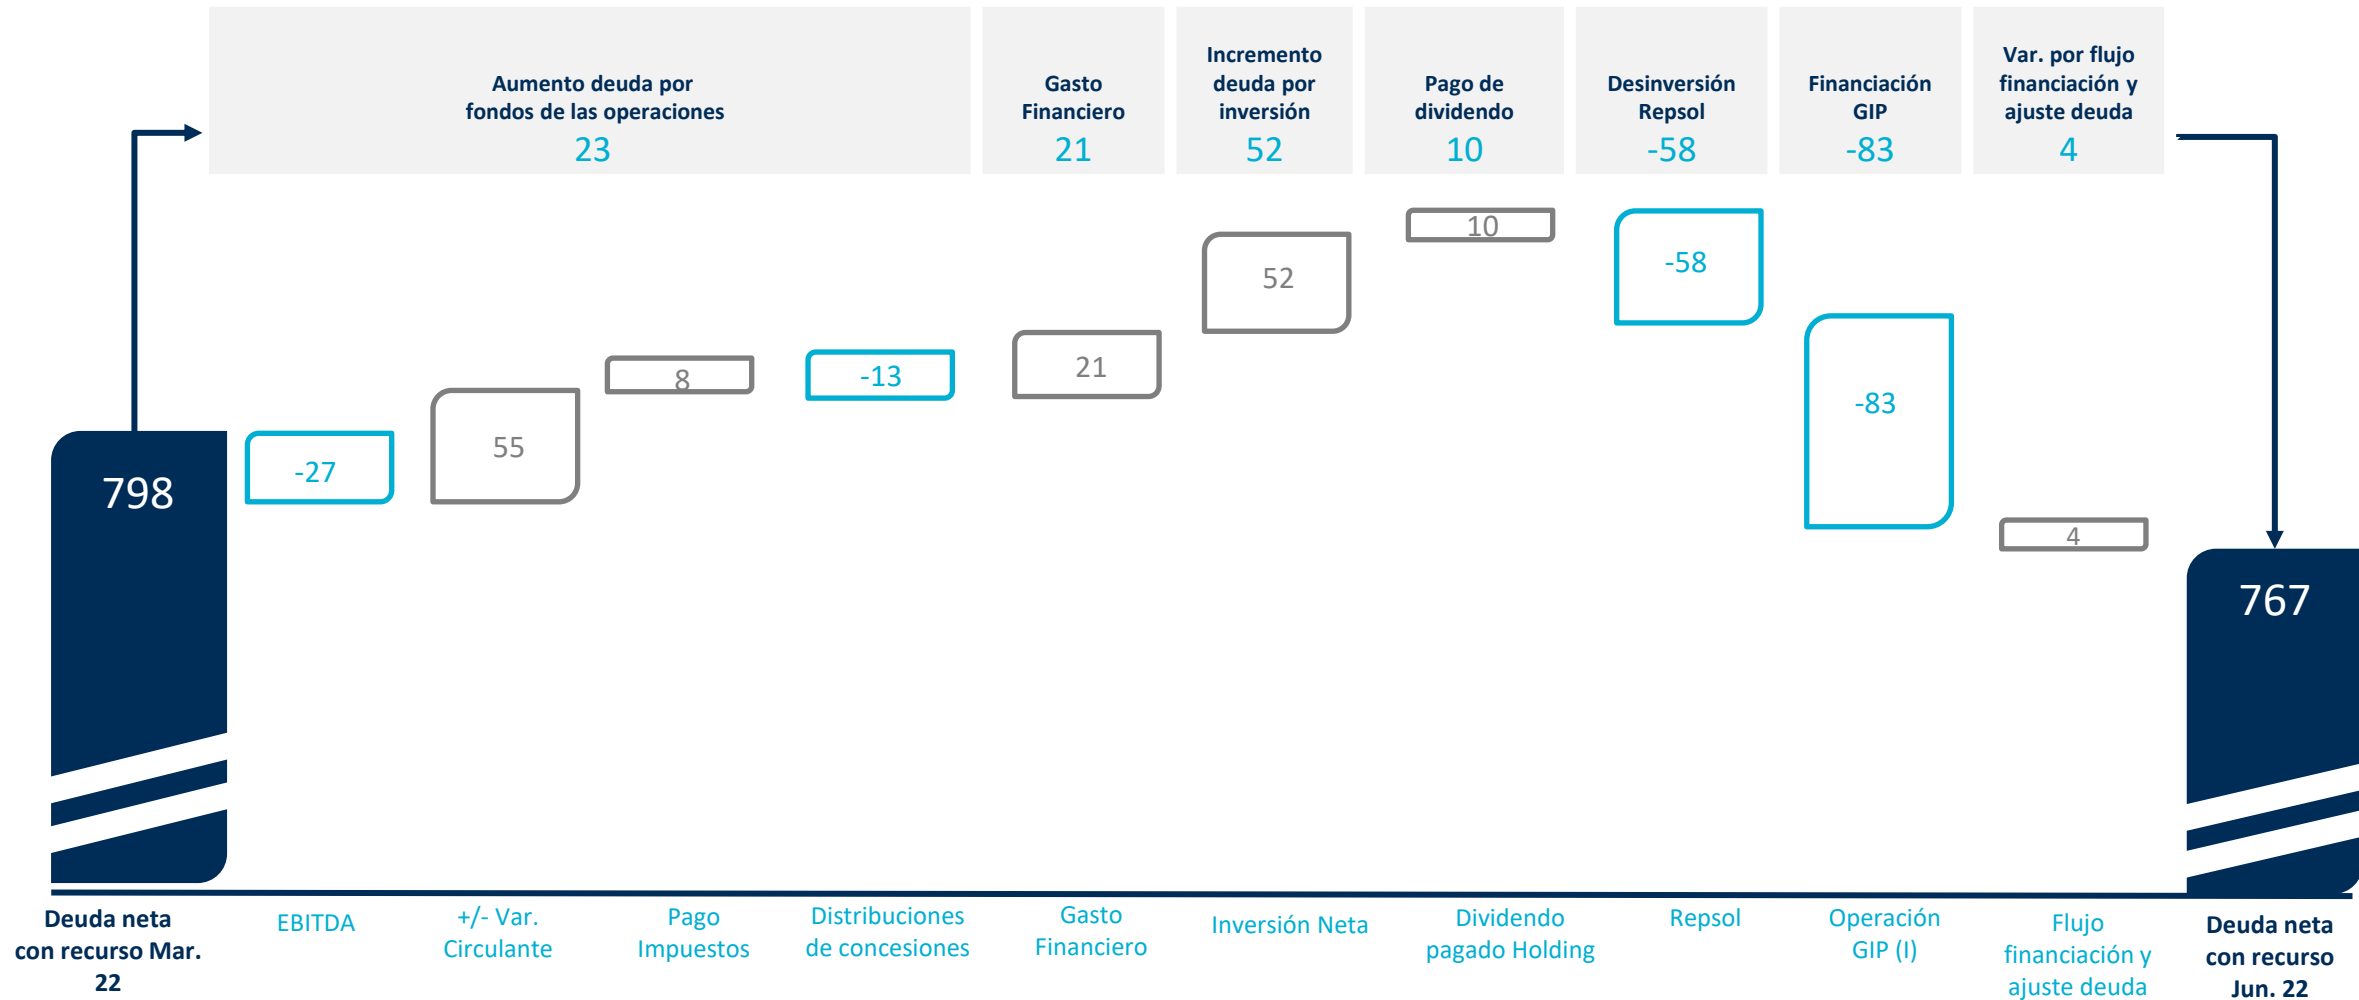 Aumento deuda por
fondos de las operaciones
23
Gasto
Financiero
21
Incremento
deuda por
inversión
52
Pago de
dividendo
10
Desinversión
Repsol
-58
Financiación
GIP
-83
Var. por flujo
financiación y
ajuste deuda
4
798
-27
55
8
-13
21
52
10
-58
-83
4
767
Deuda neta
con recurso Mar.
22
EBITDA
+/- Var.
Circulante
Pago
Impuestos
Distribuciones
de concesiones
Gasto
Financiero
Inversión Neta
Dividendo
pagado Holding
Repsol
Operación
GIP (I)
Flujo
financiación y
ajuste deuda
Deuda neta
con recurso
Jun. 22